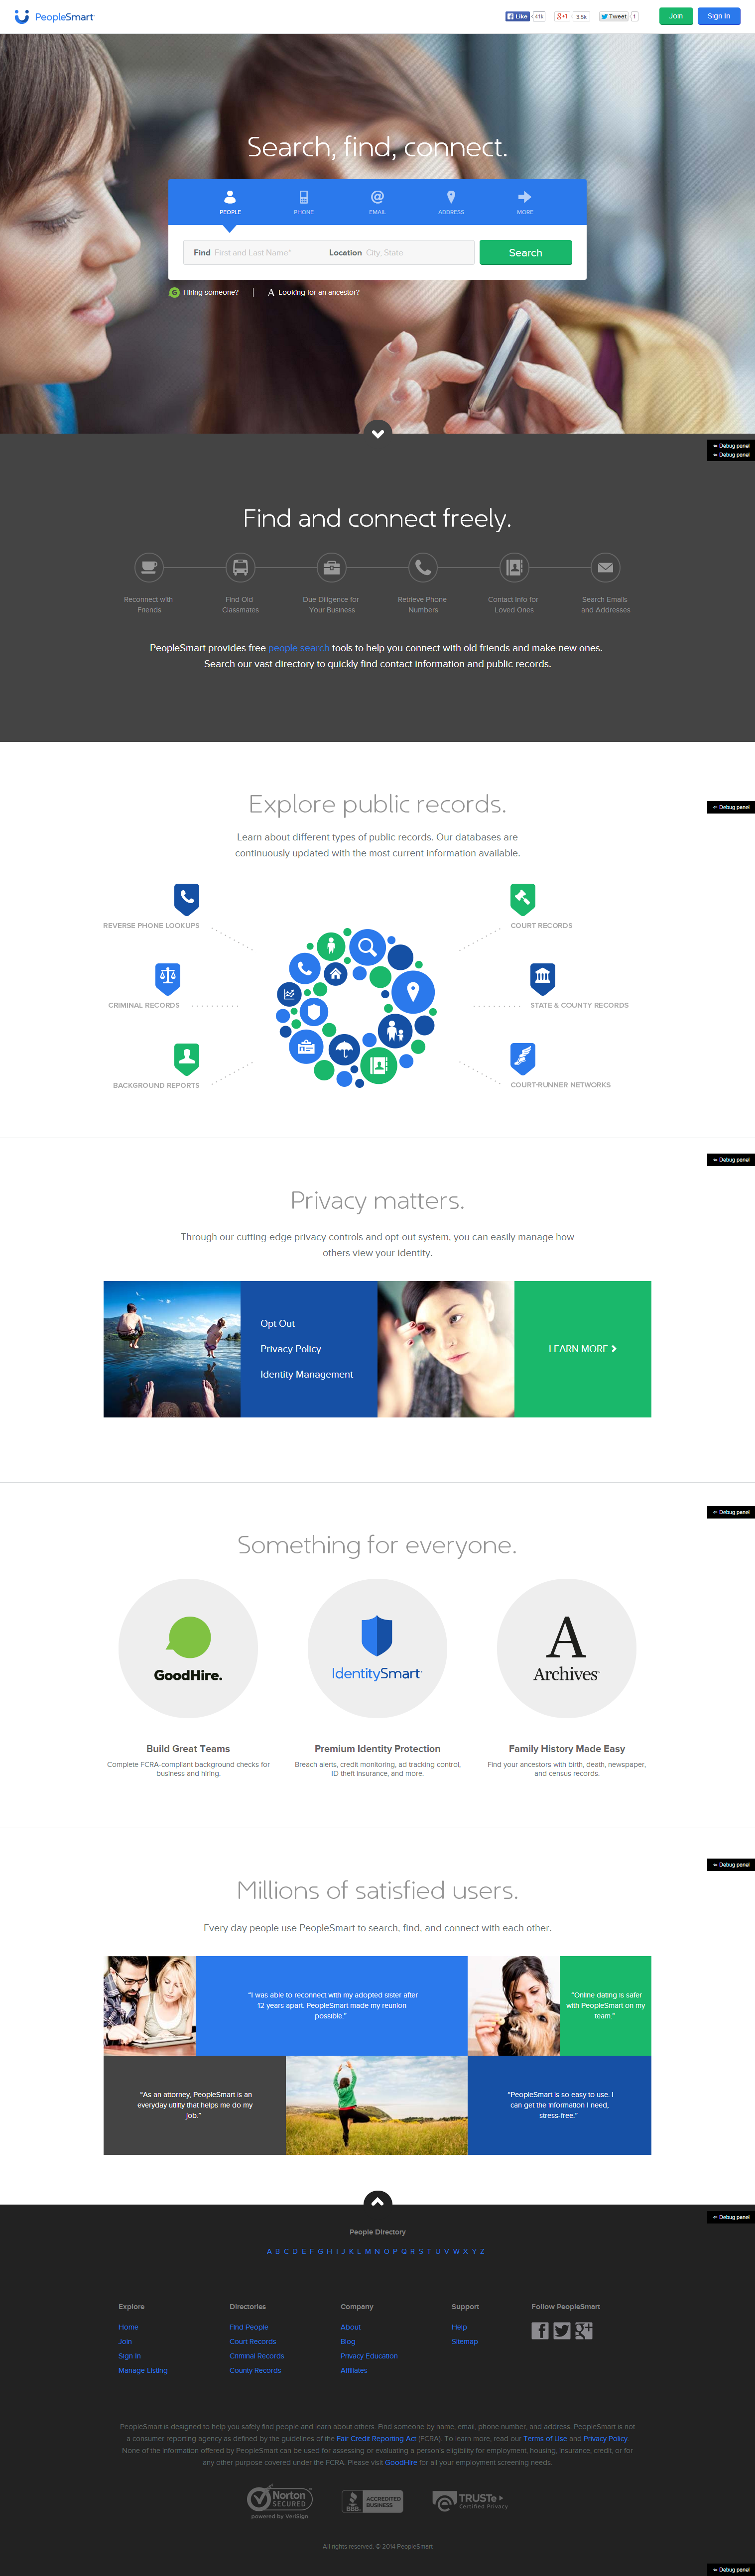 PeopleSmart
Like 41k +1 3.5k Tweet 1 Join Sign In
Search, find, connect.
PEOPLE PHONE EMAIL ADDRESS MORE
Find First and Last Name* Location City, State Search
Hiring someone? Looking for an ancestor?
Debug panel
Debug panel
Find and connect freely.
Reconnect with Friends
Find Old Classmates
Due Diligence for Your Business
Retrieve Phone Numbers
Contact Info for Loved Ones
Search Emails and Addresses
PeopleSmart provides free people search tools to help you connect with old friends and make new ones.
Search our vast directory to quickly find contact information and public records.
Explore public records.
Debug panel
Learn about different types of public records. Our databases are
continuously updated with the most current information available.
REVERSE PHONE LOOKUPS
COURT RECORDS
CRIMINAL RECORDS
STATE & COUNTY RECORDS
BACKGROUND REPORTS
COURT-RUNNER NETWORKS
Debug panel
Privacy matters.
Through our cutting-edge privacy controls and opt-out system, you can easily manage how
others view your identity.
Opt Out
Privacy Policy
Identity Management
LEARN MORE
Debug panel
Something for everyone.
GoodHire.
IdentitySmart
A
Archives
Build Great Teams
Complete FCRA-compliant background checks for
business and hiring.
Premium Identity Protection
Breach alerts, credit monitoring, ad tracking control,
ID theft insurance, and more.
Family History Made Easy
Find your ancestors with birth, death, newspaper,
and census records.
Debug panel
Millions of satisfied users.
Every day people use PeopleSmart to search, find, and connect with each other.
"I was able to reconnect with my adopted sister after
12 years apart. PeopleSmart made my reunion
possible."
"Online dating is safer
with PeopleSmart on my
team."
"As an attorney, PeopleSmart is an
everyday utility that helps me do my
job."
"PeopleSmart is so easy to use. I
can get the information I need,
stress-free."
Debug panel
People Directory
A B C D E F G H I J K L M N O P Q R S T U V W X Y Z
Explore
Home
Join
Sign In
Manage Listing
Directories
Find People
Court Records
Criminal Records
County Records
Company
About
Blog
Privacy Education
Affiliates
Support
Help
Sitemap
Follow PeopleSmart
PeopleSmart is designed to help you safely find people and learn about others. Find someone by name, email, phone number, and address. PeopleSmart is not
a consumer reporting agency as defined by the guidelines of the Fair Credit Reporting Act (FCRA). To learn more, read our Terms of Use and Privacy Policy.
None of the information offered by PeopleSmart can be used for assessing or evaluating a person's eligibility for employment, housing, insurance, credit, or for
any other purpose covered under the FCRA. Please visit GoodHire for all your employment screening needs.
Norton
SECURED
powered by VeriSign
BBB
ACCREDITED
BUSINESS
TRUSTe
Certified Privacy
All rights reserved. © 2014 PeopleSmart
Debug panel